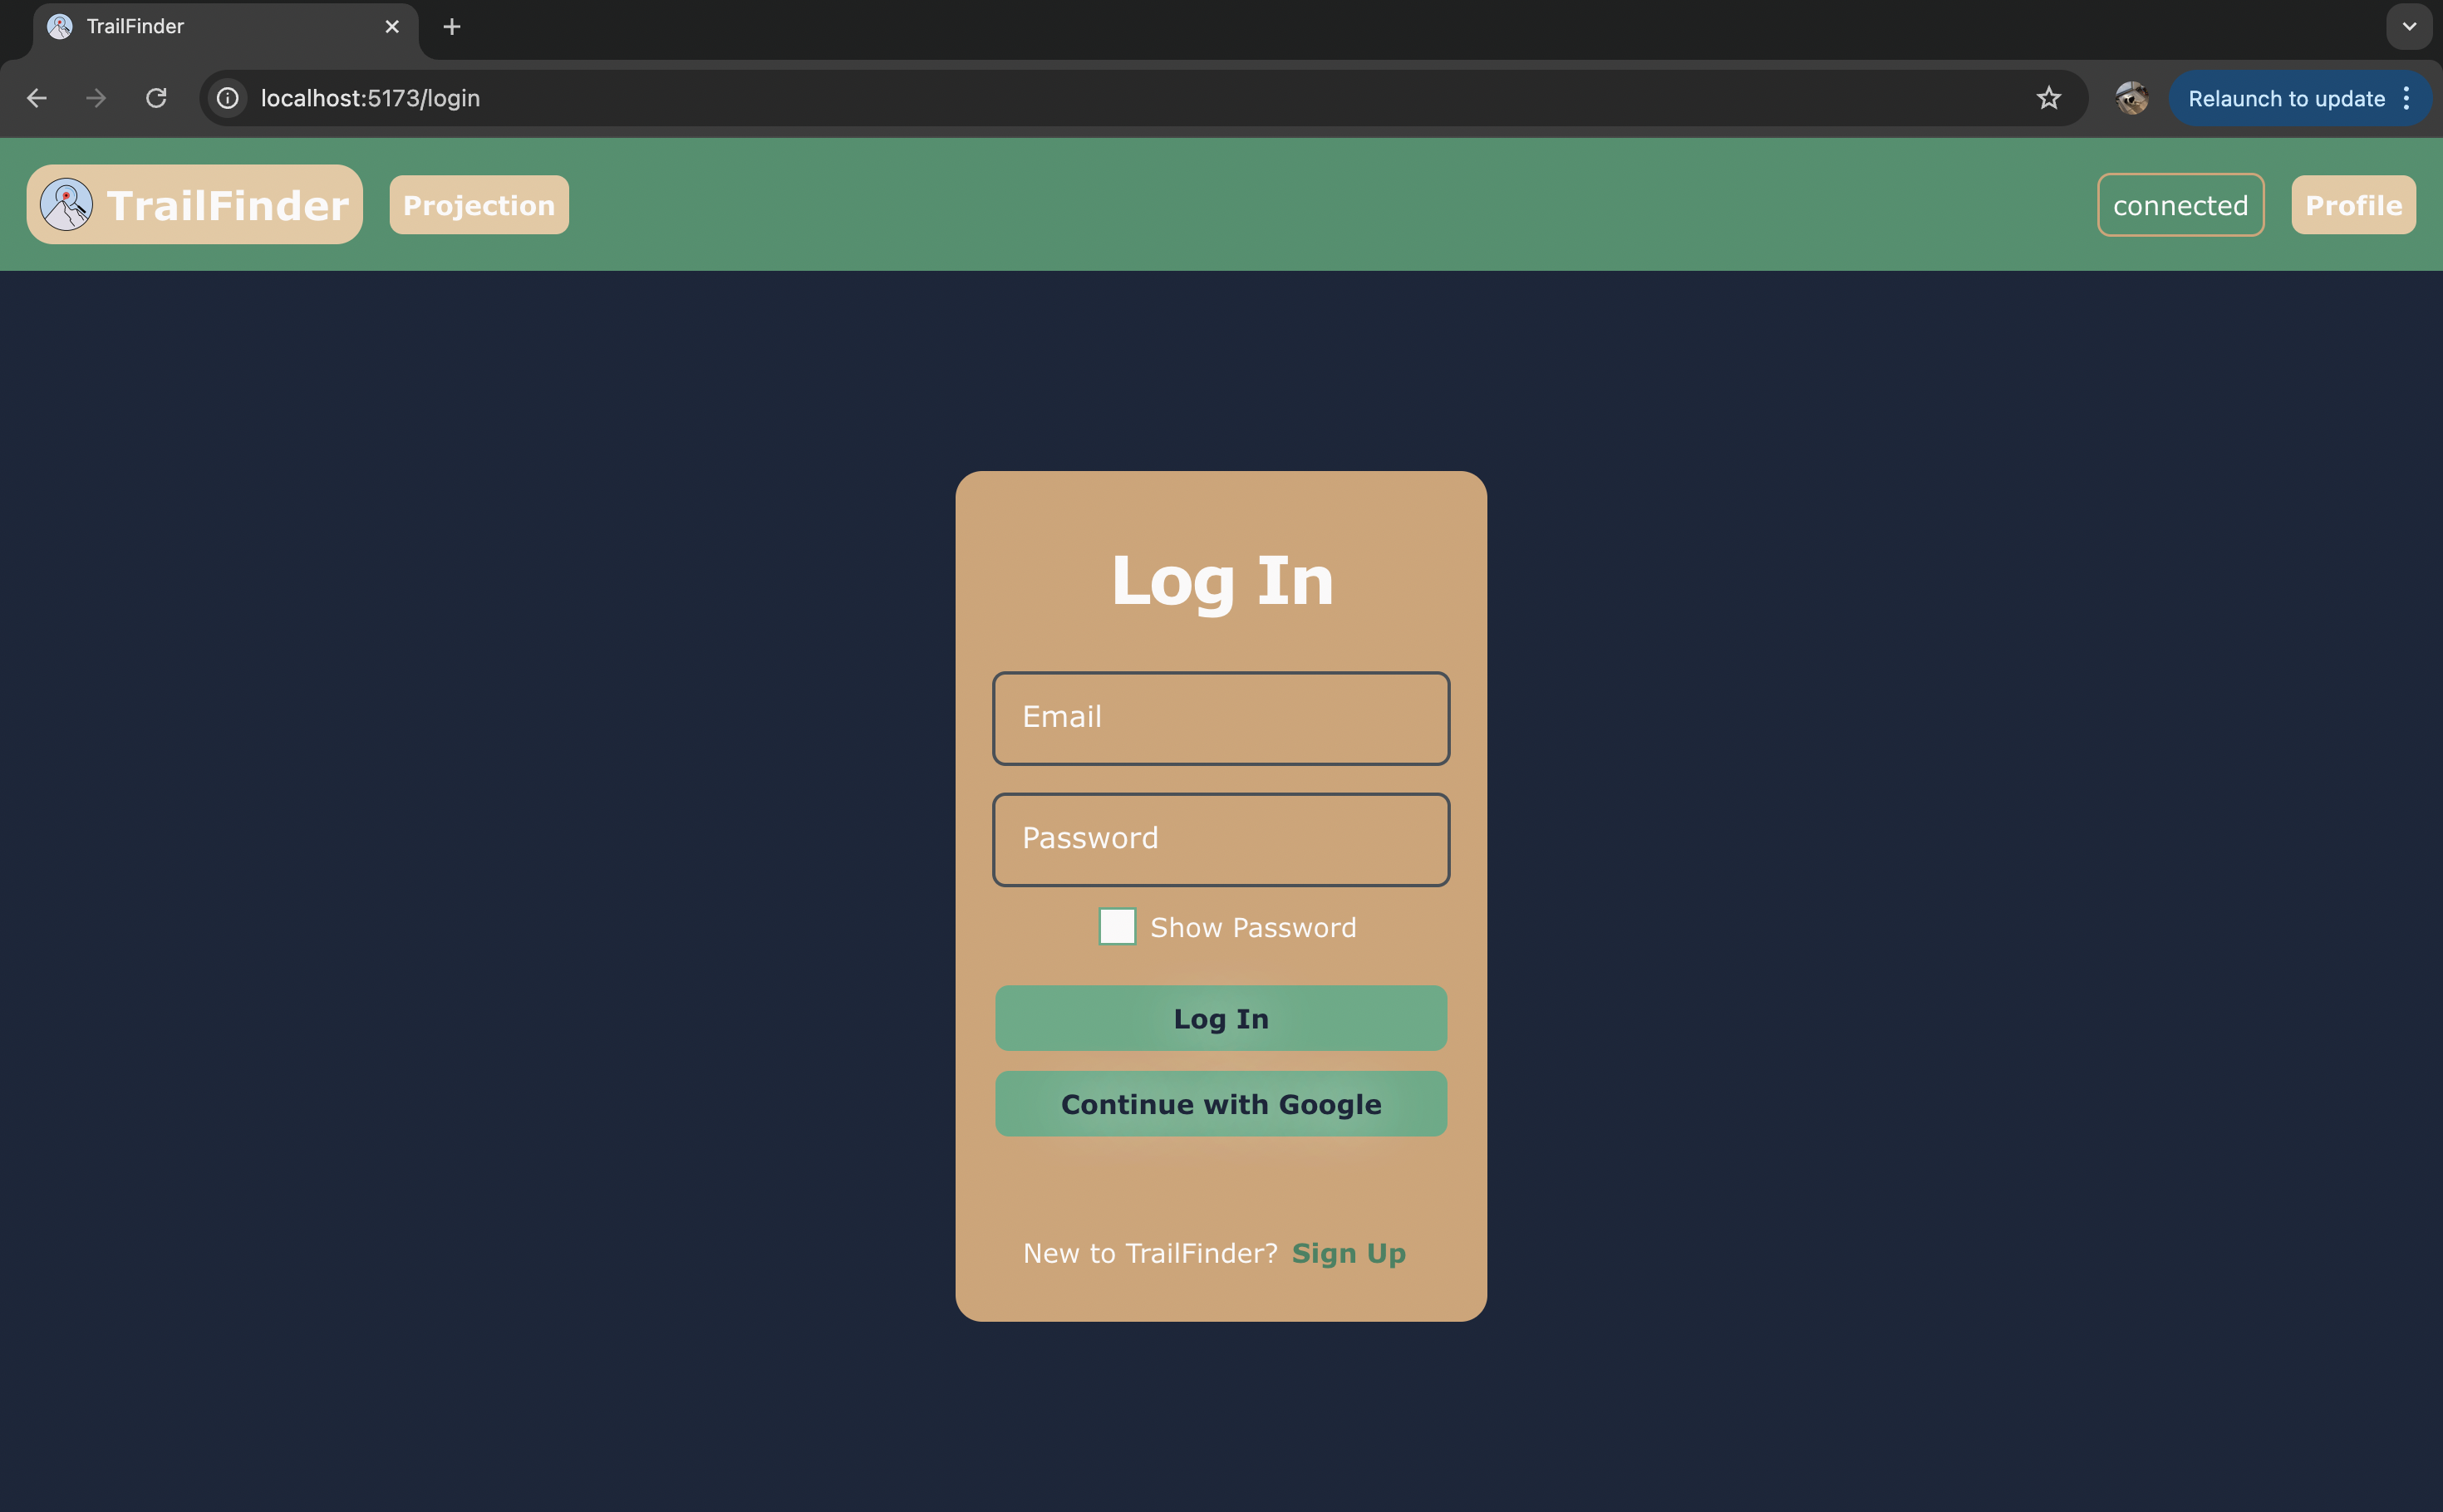 TrailFinder
localhost:5173/login
Relaunch to update
TrailFinder Projection connected Profile
Log In
Email
Password
Show Password
Log In
Continue with Google
New to TrailFinder? Sign Up